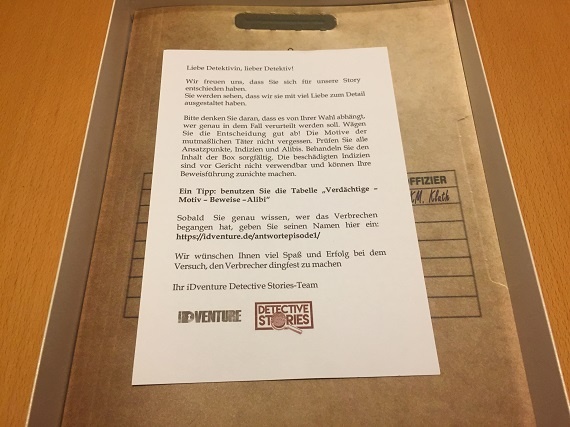 Liebe Detektivin, lieber Detektiv!
Wir freuen uns, dass Sie sich für unsere Story
entschieden haben.
Sie werden sehen, dass wir sie mit viel Liebe zum Detail
ausgestaltet haben.
Bitte denken Sie daran, dass es von Ihrer Wahl abhängt,
wer genau in dem Fall verurteilt werden soll. Wägen
Sie die Entscheidung gut ab! Die Motive der
mutmaßlichen Täter nicht vergessen. Prüfen Sie alle
Ansatzpunkte, Indizien und Alibis. Behandeln Sie den
Inhalt der Box sorgfältig. Die beschädigten Indizien
sind vor Gericht nicht verwendbar und können Ihre
Beweisführung zunichte machen.
Ein Tipp: benutzen Sie die Tabelle „Verdächtige –
Motiv – Beweise –Alibi“
Sobald Sie genau wissen, wer das Verbrechen
begangen hat, geben Sie seinen Namen hier ein:
https://idventure.de/antwortepisode1/
Wir wünschen Ihnen viel Spaß und Erfolg bei dem
Versuch, den Verbrecher dingfest zu machen
Ihr iDventure Detective Stories-Team
IDVENTURE
DETECTIVE
STORIES
OFFIZIER
K.M. Klath